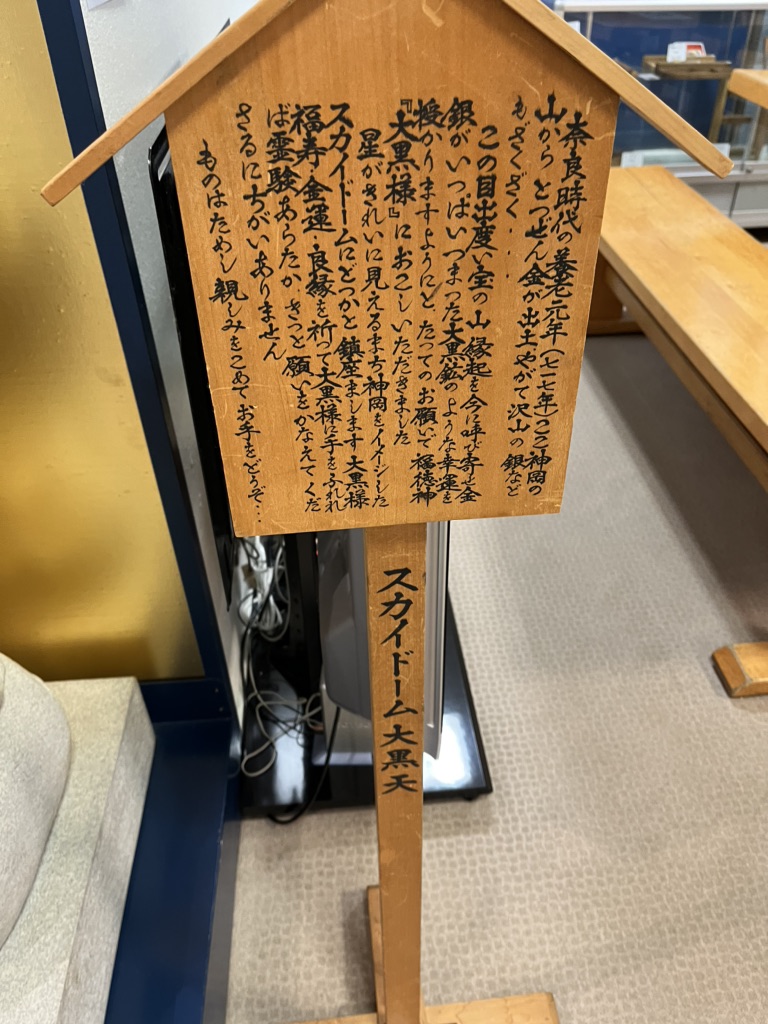 奈良時代の養老元年(七一七年)ここ神岡の
山から とつぜん金が出土 やがて沢山の 銀など
も ざくざく・・・
この目出度い宝の山 縁起を今に呼び寄せ 金
銀が いっぱいつまった大黒鉱のような幸運を
授かりますようにと、たってのお願いで 福徳神
『大黒様』におこしいただきました
星がきれいに見えるまち、神岡をイメージした
スカイドームにどっかと鎮座まします 大黒様
福寿・金運・良縁を祈って大黒様に手をふれれ
ば霊験あらたか きっと願いをかなえてくだ
さるにちがいありません
ものはためし 親しみをこめて お手をどうぞ…
スカイドーム大黒天